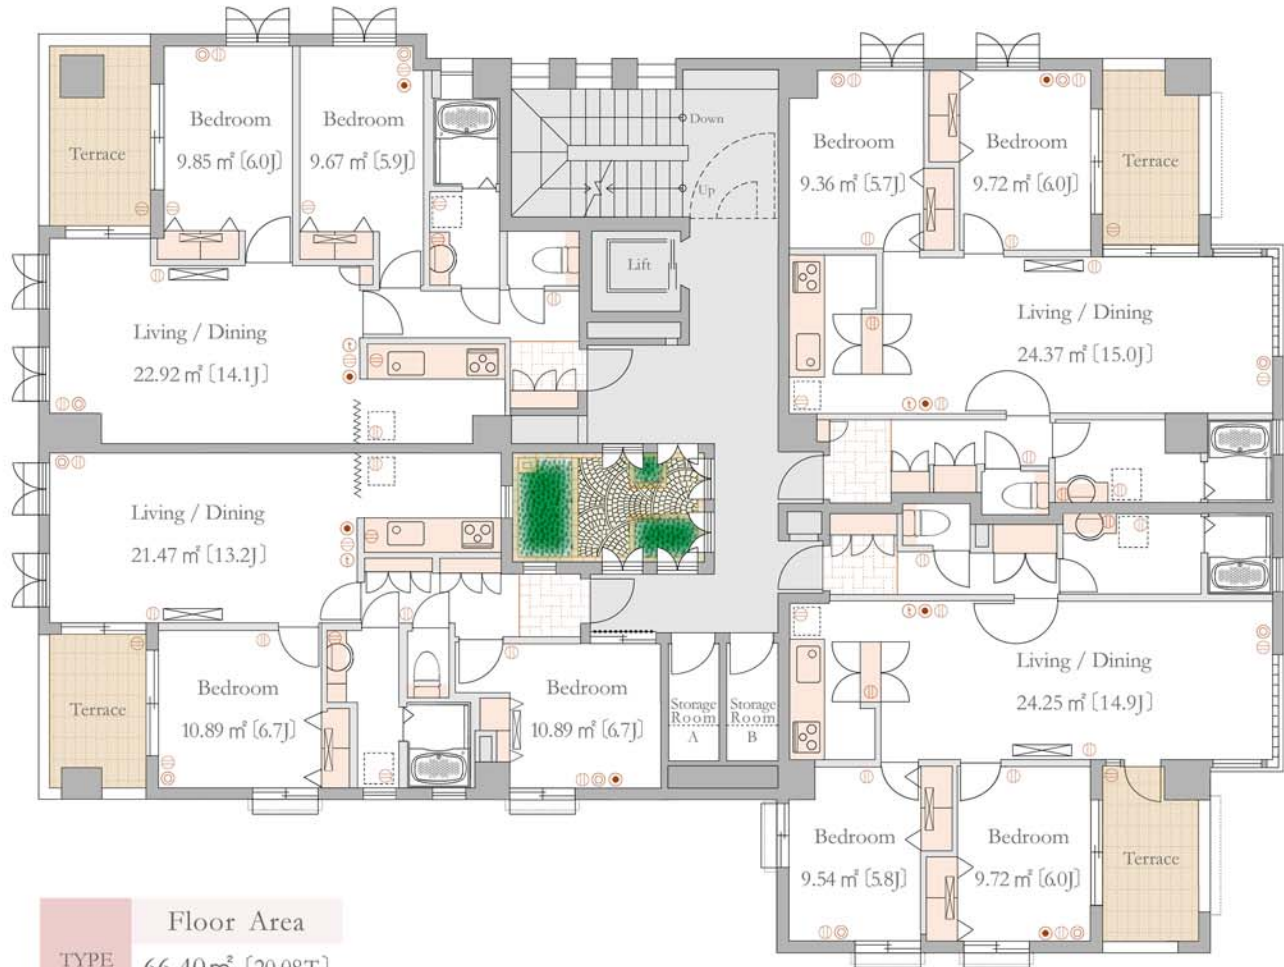 Bedroom
9.85 ㎡ [6.0J]
Bedroom
9.67 ㎡ [5.9J]
Terrace
Down
Up
Lift
Bedroom
9.36 ㎡ [5.7J]
Bedroom
9.72 ㎡ [6.0J]
Terrace
Living / Dining
22.92 ㎡ [14.1J]
Living / Dining
24.37 ㎡ [15.0J]
Living / Dining
21.47 ㎡ [13.2J]
Living / Dining
24.25 ㎡ [14.9J]
Terrace
Bedroom
10.89 ㎡ [6.7J]
Bedroom
10.89 ㎡ [6.7J]
Storage
Room
A
Storage
Room
B
Bedroom
9.54 ㎡ [5.8J]
Bedroom
9.72 ㎡ [6.0J]
Terrace
Floor Area
TYPE
66.40㎡ [20.08T]